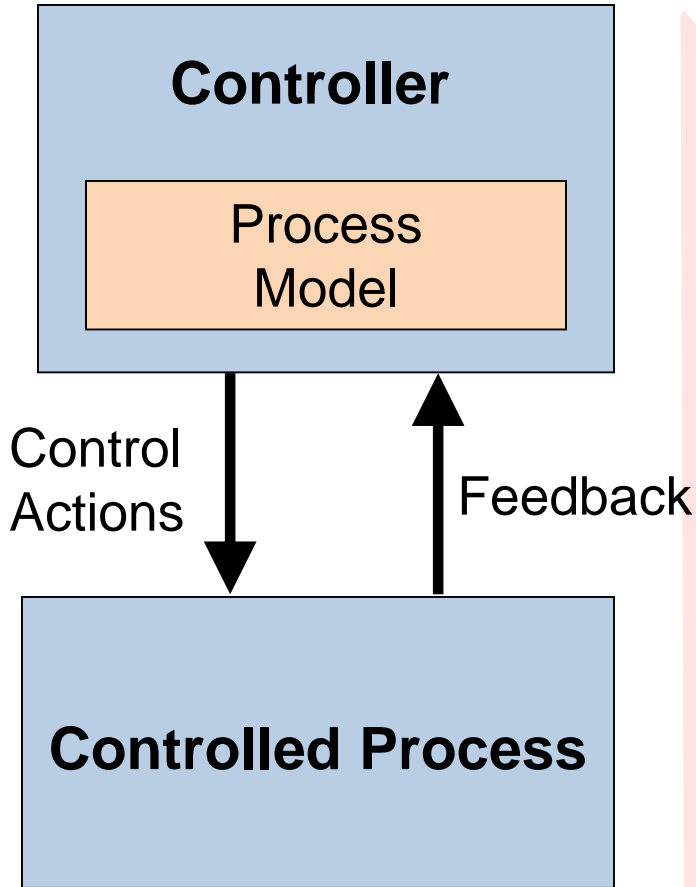 Controller
Process
Model
Control
Actions
Feedback
Controlled Process